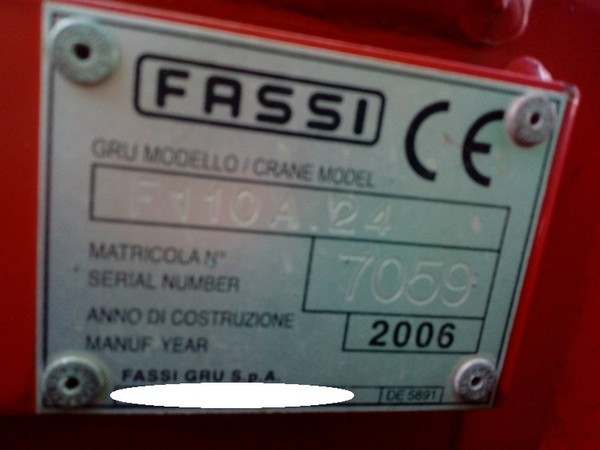 FASSI CE
GRU MODELLO / CRANE MODEL
F110A.24
MATRICOLA N°
SERIAL NUMBER
7059
ANNO DI COSTRUZIONE
MANUF. YEAR
2006
FASSI GRU S.p.A.
DE 5891